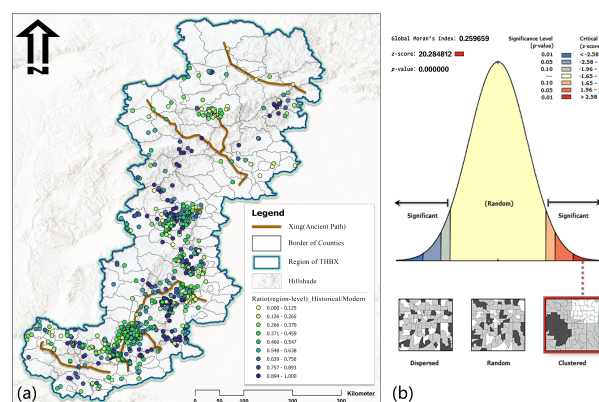 N
Legend
Xing(Ancient Path)
Border of Counties
Region of THBX
Hillshade
Ratio(region-level)_Historical/Modern
0.000 - 0.125
0.126 - 0.265
0.266 - 0.370
0.371 - 0.459
0.460 - 0.547
0.548 - 0.638
0.639 - 0.756
0.757 - 0.893
0.894 - 1.000
Kilometer
0 50 100 200 300
(a)
Global Moran's Index: 0.259659
z-score: 20.284812
p-value: 0.000000
Significance Level
(p-value)
Critical
(z-score
0.01 < -2.58
0.05 -2.58 -
0.10 -1.96 -
--- -1.65 -
0.10 1.65 -
0.05 1.96 -
0.01 > 2.58
(Random)
Significant
Significant
Dispersed
Random
Clustered
(b)